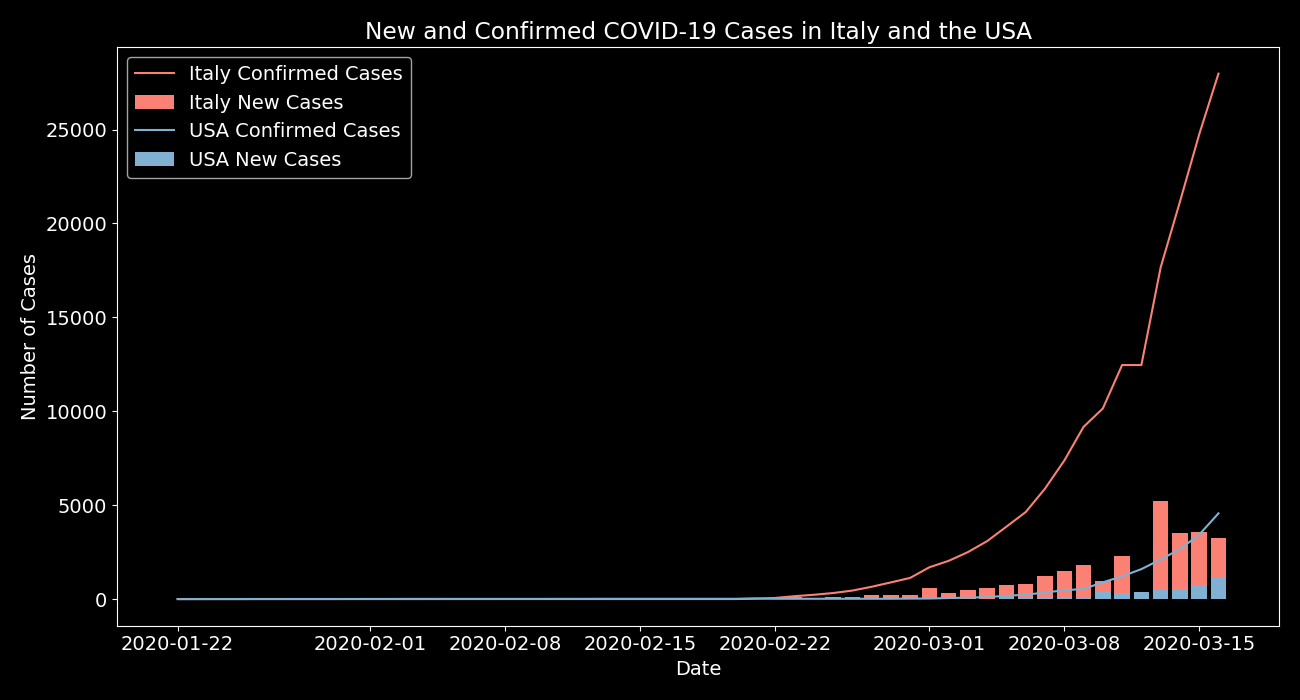 New and Confirmed COVID-19 Cases in Italy and the USA
Italy Confirmed Cases
Italy New Cases
USA Confirmed Cases
USA New Cases
Number of Cases
25000
20000
15000
10000
5000
0
2020-01-22 2020-02-01 2020-02-08 2020-02-15 2020-02-22 2020-03-01 2020-03-08 2020-03-15
Date